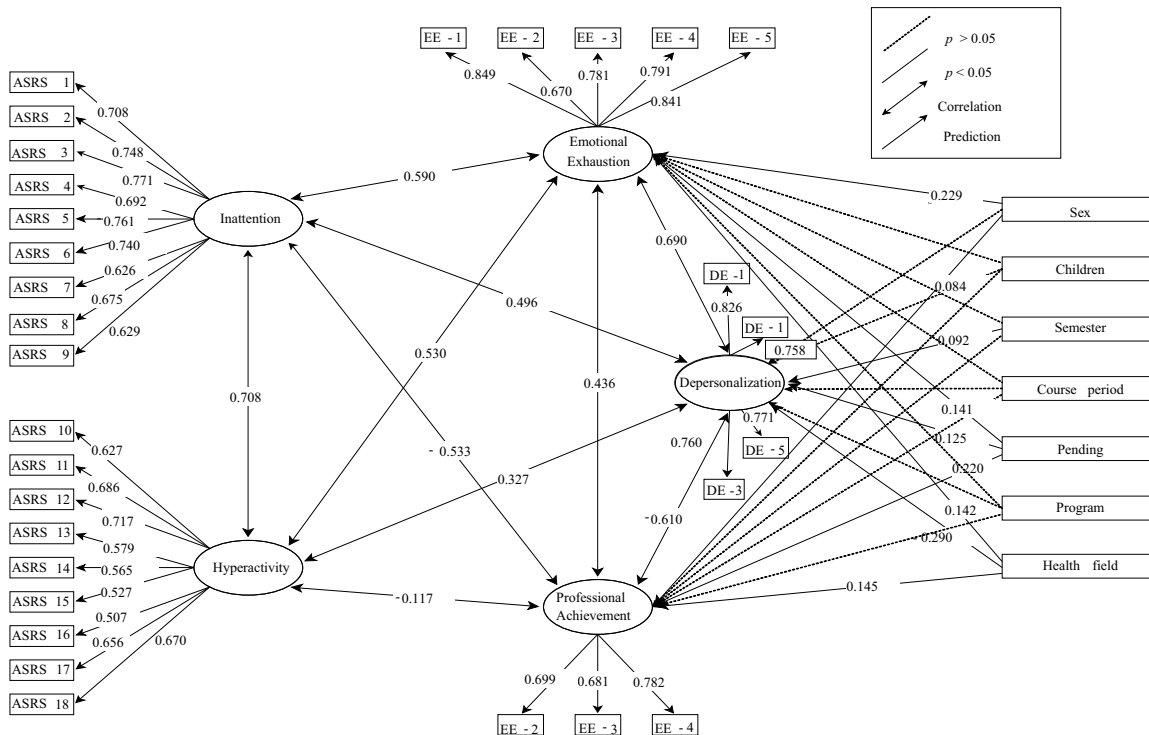 EE - 1
EE - 2
EE - 3
EE - 4
EE - 5
0.849
0.670
0.781
0.791
0.841
p > 0.05
p < 0.05
Correlation
Prediction
ASRS 1
ASRS 2
ASRS 3
ASRS 4
ASRS 5
ASRS 6
ASRS 7
ASRS 8
ASRS 9
0.708
0.748
0.771
0.692
0.761
0.740
0.626
0.675
0.629
Inattention
Emotional
Exhaustion
0.590
0.690
0.496
0.530
0.436
0.708
-0.533
0.327
-0.610
-0.117
DE -1
0.826
DE - 1
0.758
Depersonalization
0.771
DE - 5
0.760
DE -3
0.229
0.084
0.092
0.141
0.125
0.220
0.142
-0.290
0.145
Sex
Children
Semester
Course period
Pending
Program
Health field
ASRS 10
ASRS 11
ASRS 12
ASRS 13
ASRS 14
ASRS 15
ASRS 16
ASRS 17
ASRS 18
0.627
0.686
0.717
0.579
0.565
0.527
0.507
0.656
0.670
Hyperactivity
Professional
Achievement
0.699
0.681
0.782
EE - 2
EE - 3
EE - 4